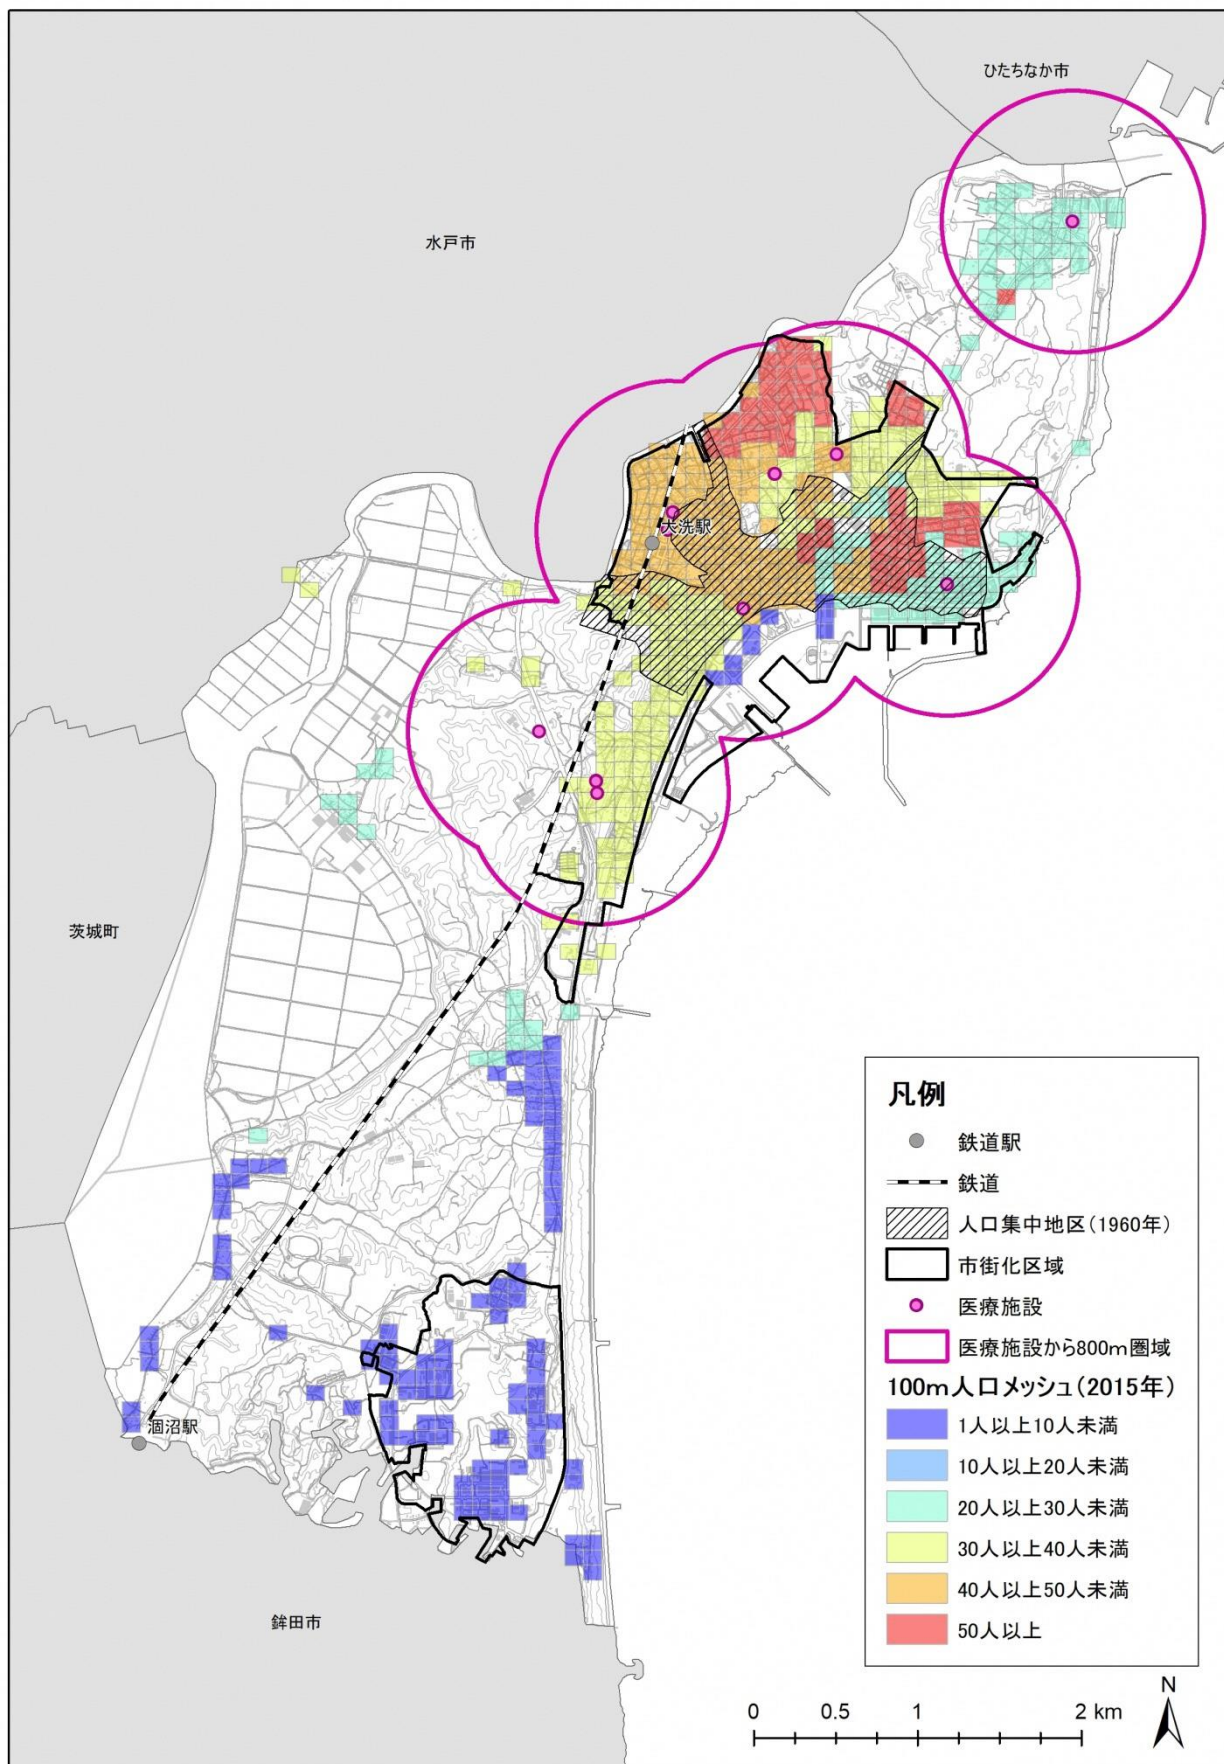 ひたちなか市
水戸市
大洗駅
茨城町
涸沼駅
鉾田市
凡例
鉄道駅
鉄道
人口集中地区(1960年)
市街化区域
医療施設
医療施設から800m圏域
100m人口メッシュ(2015年)
1人以上10人未満
10人以上20人未満
20人以上30人未満
30人以上40人未満
40人以上50人未満
50人以上
N
0 0.5 1 2 km